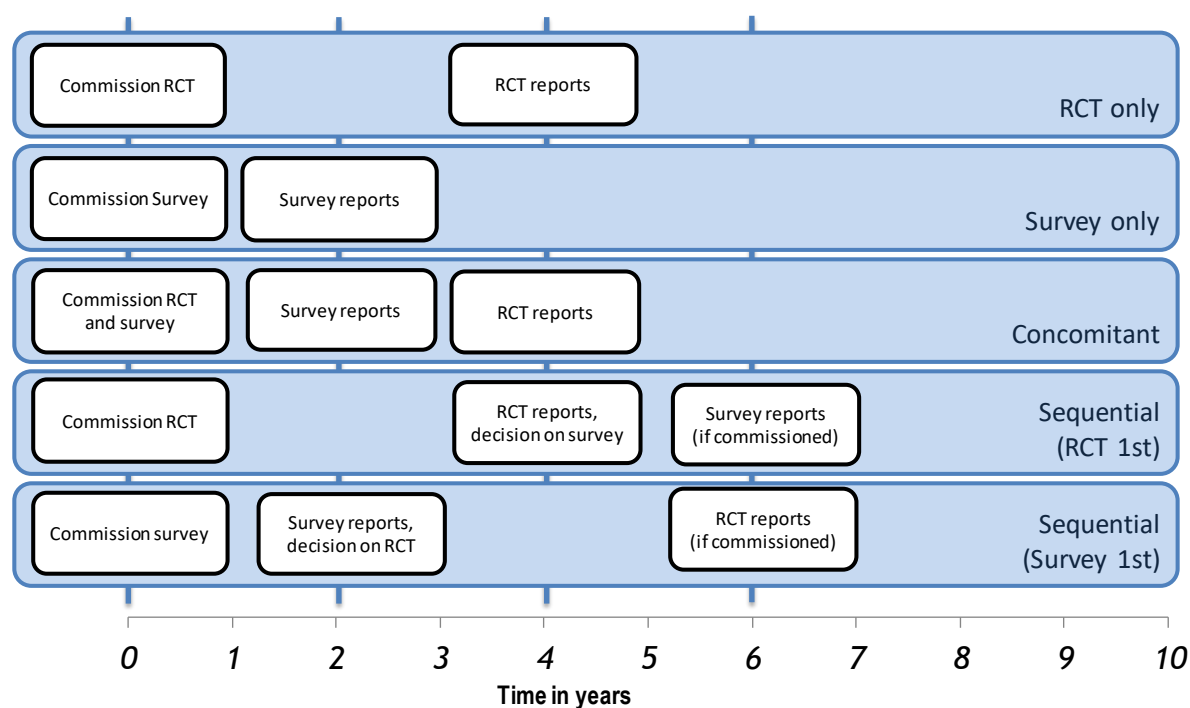 Commission RCT
RCT reports
RCT only
Commission Survey
Survey reports
Survey only
Commission RCT
and survey
Survey reports
RCT reports
Concomitant
Commission RCT
RCT reports,
decision on survey
Survey reports
(if commissioned)
Sequential
(RCT 1st)
Commission survey
Survey reports,
decision on RCT
RCT reports
(if commissioned)
Sequential
(Survey 1st)
0 1 2 3 4 5 6 7 8 9 10
Time in years